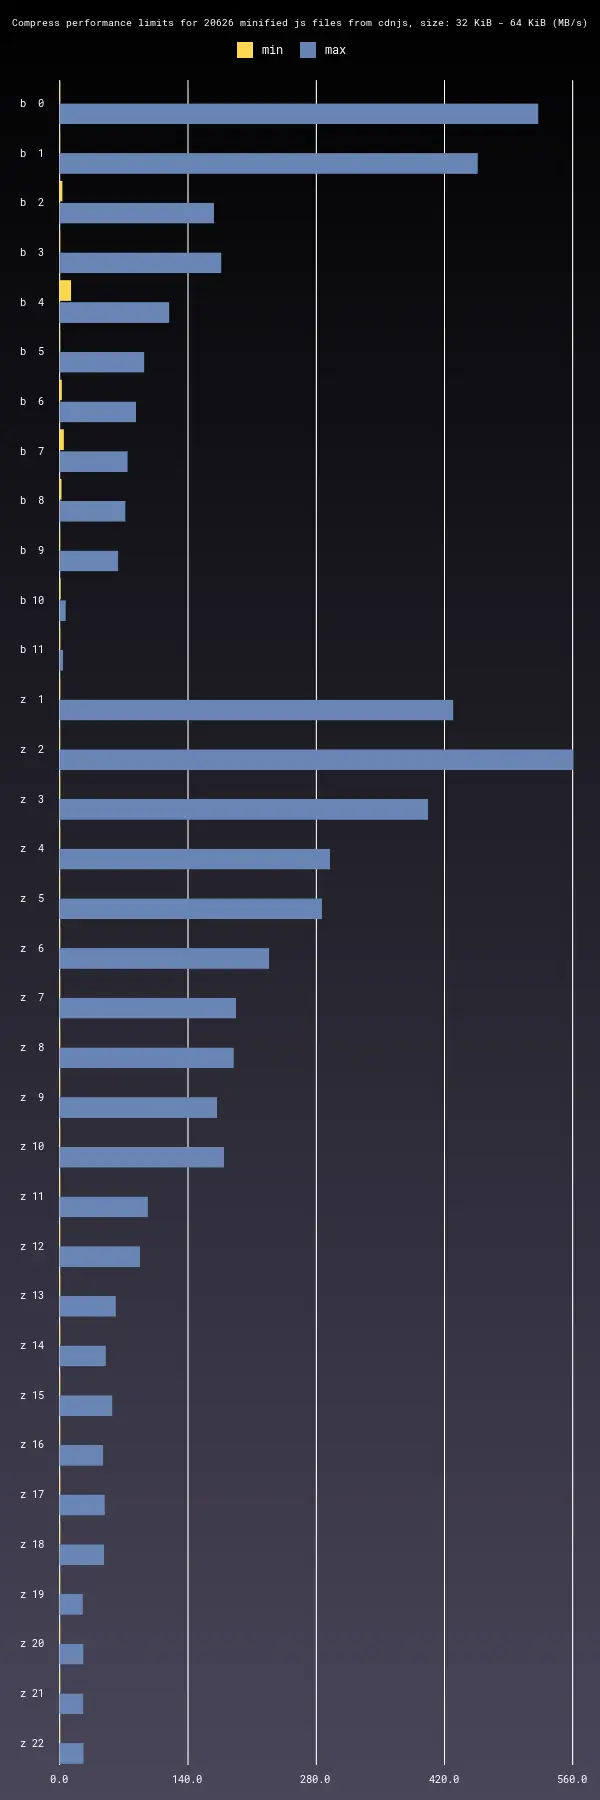 Compress performance limits for 20626 minified js files from cdnjs, size: 32 KiB - 64 KiB (MB/s)
min max
b 0
b 1
b 2
b 3
b 4
b 5
b 6
b 7
b 8
b 9
b 10
b 11
z 1
z 2
z 3
z 4
z 5
z 6
z 7
z 8
z 9
z 10
z 11
z 12
z 13
z 14
z 15
z 16
z 17
z 18
z 19
z 20
z 21
z 22
0.0 140.0 280.0 420.0 560.0